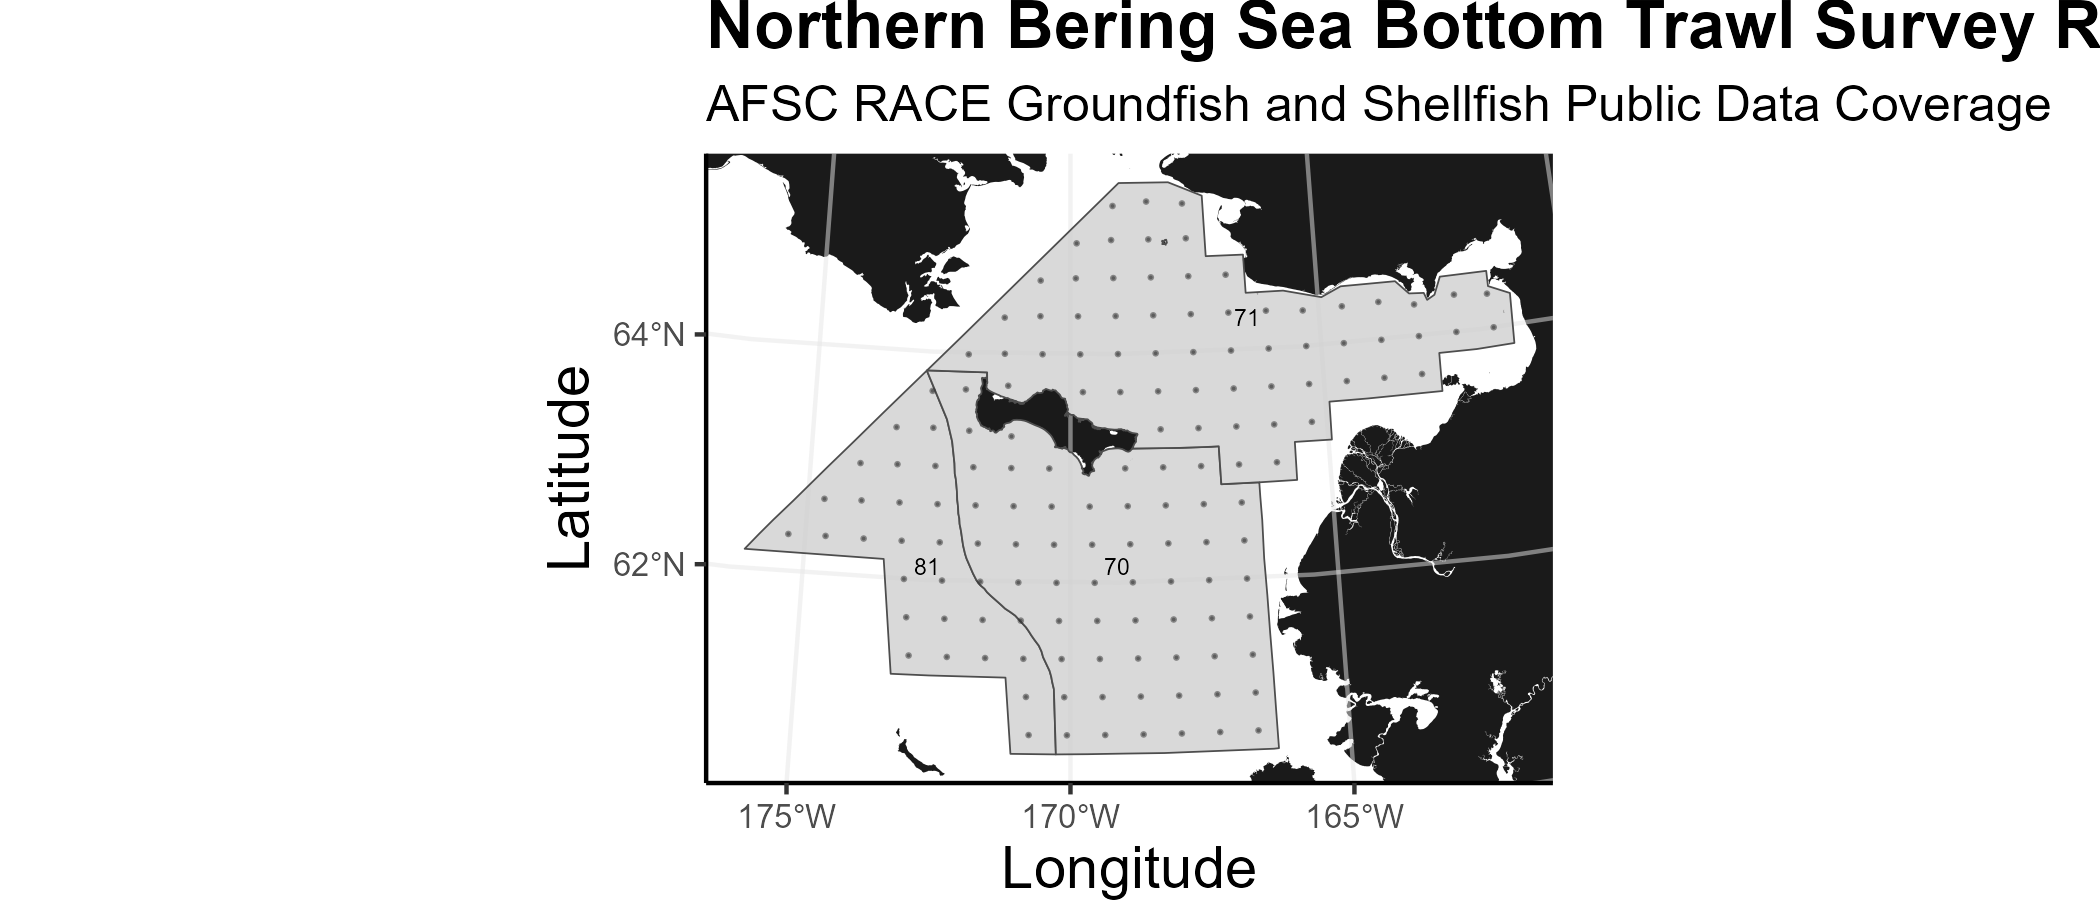 Northern Bering Sea Bottom Trawl Survey R
AFSC RACE Groundfish and Shellfish Public Data Coverage
64°N
71
Latitude
62°N
81
70
175°W
170°W
165°W
Longitude